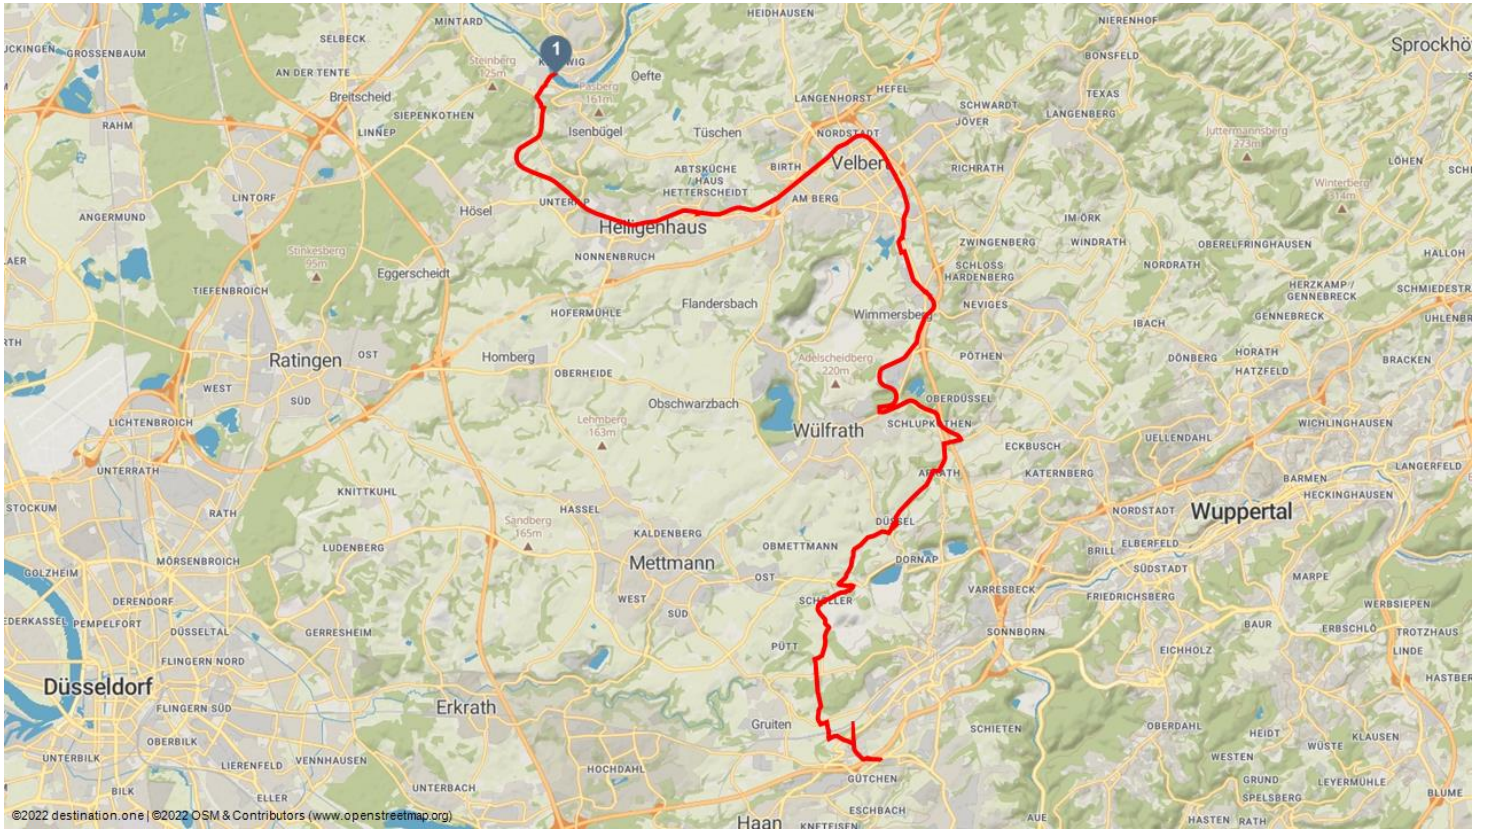 HEIDHAUSEN
MINTARD
NIERENHOF
SELBECK
Sprockhö
GROSSENBAUM
1
BONSFELD
Steinberg
125m
AN DER TENTE
Oefte
Pasberg
161m
HEFEL
TEXAS
Breitscheid
LANGENHORST
SCHWARDT
LANGENBERG
SIEPENKOTHEN
JÖVER
RAHM
LINNEP
Isenbügel
Tüschen
NORDSTADT
Juttermannsberg
273m
Velbert
LÖHEN
ABTSKÜCHE
/ HAUS
HETTERSCHEIDT
BIRTH
RICHRATH
Winterberg
314m
LINTORF
UNTERILP
AM BERG
Hösel
ANGERMUND
Heiligenhaus
IM ÖRK
ZWINGENBERG
WINDRATH
OBERELFRINGHAUSEN
HALLOH
Stinkesberg
95m
NONNENBRUCH
SCHLOSS
HARDENBERG
NORDRATH
Eggerscheidt
TIEFENBROICH
HERZKAMP /
GENNEBRECK
SCHMIEDESTR
Flandersbach
NEVIGES
HOFERMÜHLE
Wimmersberg
GENNEBRECK
IBACH
Ratingen
OST
Homberg
Adelscheidberg
220m
PÖTHEN
DÖNBERG
HORATH
HATZFELD
BRACKEN
OBERHEIDE
WEST
SÜD
Obschwarzbach
OBERDÜSSEL
LICHTENBROICH
Lehmberg
163m
Wülfrath
SCHLUPKOTHEN
WICHLINGHAUSEN
UELLENDAHL
ECKBUSCH
UNTERRATH
APRATH
KATERNBERG
LANGERFELD
BARMEN
HECKINGHAUSEN
KNITTKUHL
STOCKUM
RATH
HASSEL
NORDSTADT
Wuppertal
Sandberg
165m
DÜSSEL
KALDENBERG
ELBERFELD
LUDENBERG
OBMETTMANN
BRILL
MÖRSENBROICH
Mettmann
DORNAP
SÜDSTADT
GOLZHEIM
OST
MARPE
VARRESBECK
FRIEDRICHSBERG
DERENDORF
WEST
SCHÖLLER
WERBSIEPEN
PEMPELFORT
SÜD
BAUR
ERBSCHLÖ
TROTZHAUS
DÜSSELTAL
GERRESHEIM
SONNBORN
PÜTT
EICHHOLZ
LINDE
FLINGERN NORD
Düsseldorf
Erkrath
FLINGERN SÜD
Gruiten
SCHIETEN
OBERDAHL
HEIDT
KLAUSEN
OBERBILK
WÜSTE
UNTERBILK
LIERENFELD
VENNHAUSEN
HOCHDAHL
WESTEN
GÜTCHEN
GRUND
LEYERMÜHLE
BILK
UNTERBACH
SPELSBERG
BLUME
ELLER
ESCHBACH
©2022 destination.one | ©2022 OSM & Contributors (www.openstreetmap.org)
Haan
KNETEISEN
AUE
HASTEN
RATH